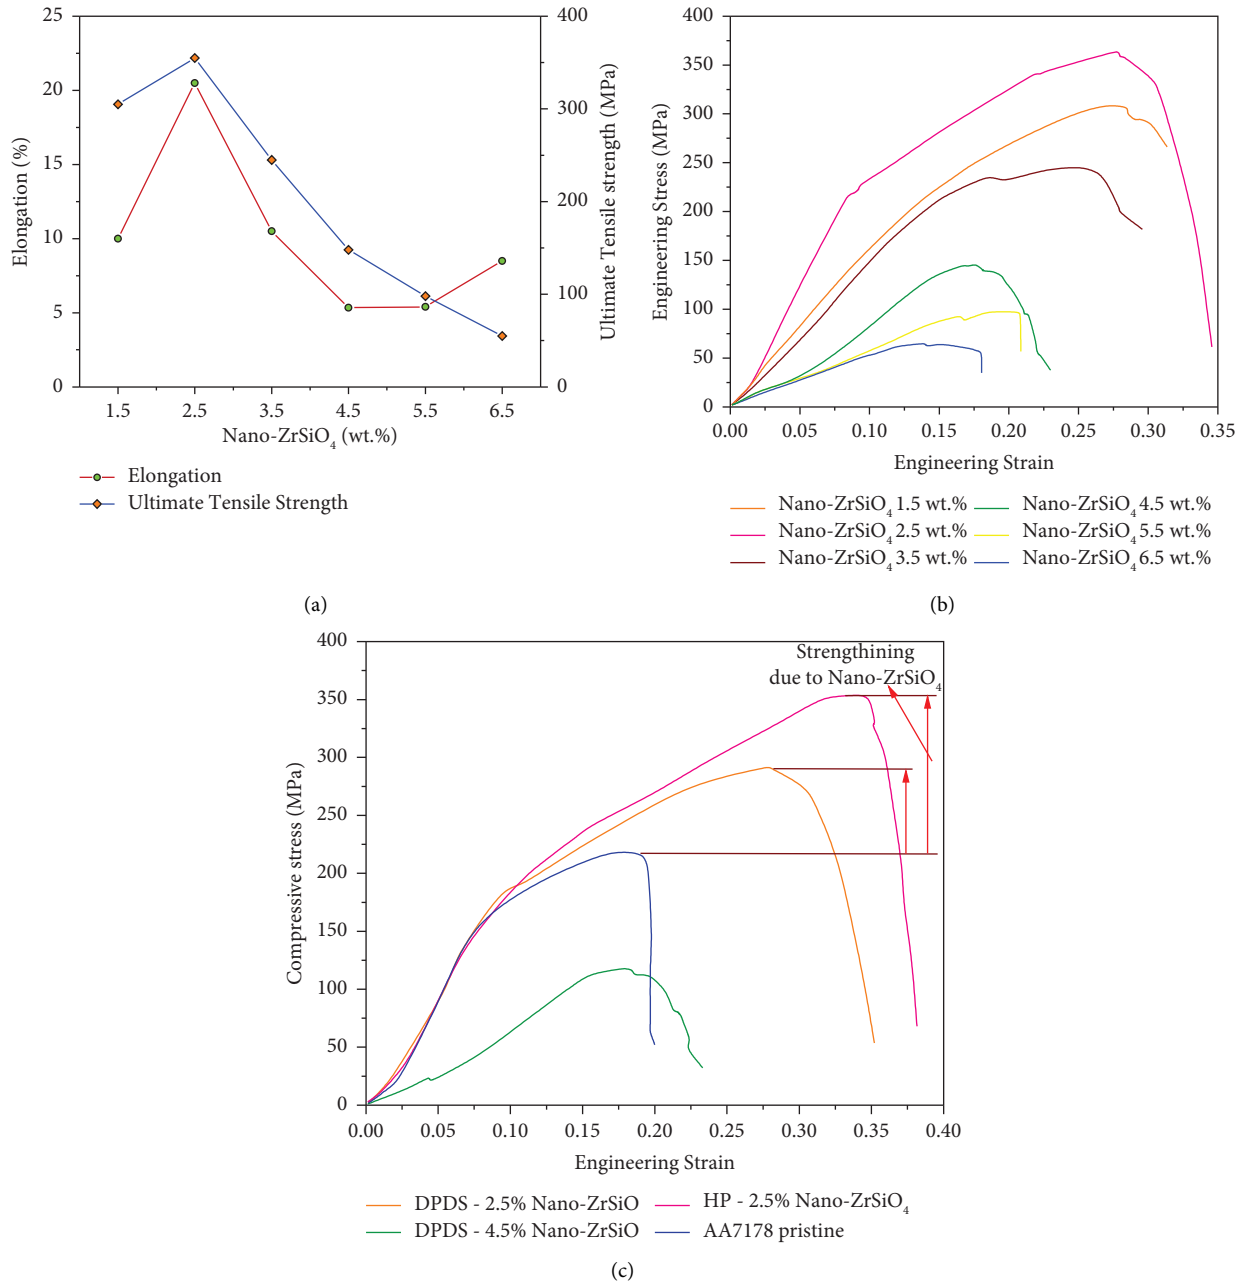 25
20
15
10
5
0
Elongation (%)
400
300
200
100
0
Ultimate Tensile strength (MPa)
1.5 2.5 3.5 4.5 5.5 6.5
Nano-ZrSiO₄ (wt.%)
Elongation
Ultimate Tensile Strength
(a)
400
350
300
250
200
150
100
50
0
Engineering Stress (MPa)
0.00 0.05 0.10 0.15 0.20 0.25 0.30 0.35
Engineering Strain
Nano-ZrSiO₄ 1.5 wt.% Nano-ZrSiO₄ 4.5 wt.%
Nano-ZrSiO₄ 2.5 wt.% Nano-ZrSiO₄ 5.5 wt.%
Nano-ZrSiO₄ 3.5 wt.% Nano-ZrSiO₄ 6.5 wt.%
(b)
400
350
300
250
200
150
100
50
0
Compressive stress (MPa)
Strengthining
due to Nano-ZrSiO₄
0.00 0.05 0.10 0.15 0.20 0.25 0.30 0.35 0.40
Engineering Strain
DPDS - 2.5% Nano-ZrSiO HP - 2.5% Nano-ZrSiO₄
DPDS - 4.5% Nano-ZrSiO AA7178 pristine
(c)